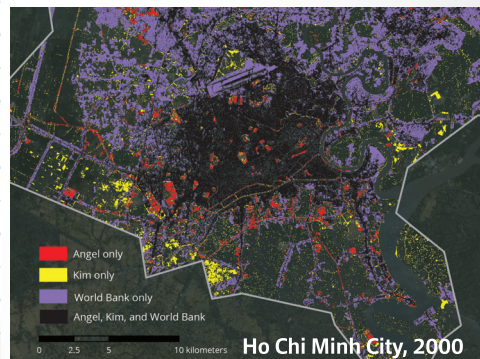 Angel only
Kim only
World Bank only
Angel, Kim, and World Bank
0 2.5 5 10 kilometers
Ho Chi Minh City, 2000